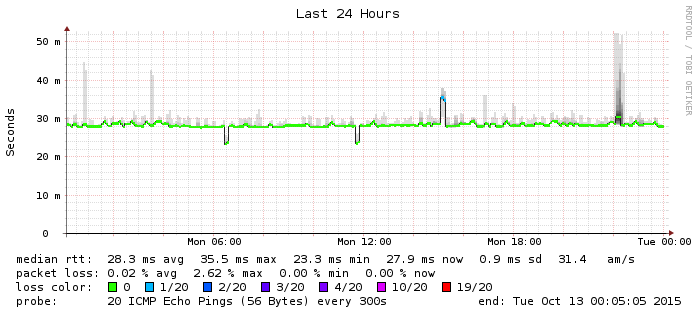 Last 24 Hours
RRDTOOL / TOBI OETIKER
Seconds
50 m
40 m
30 m
20 m
10 m
0
Mon 06:00 Mon 12:00 Mon 18:00 Tue 00:00
median rtt: 28.3 ms avg 35.5 ms max 23.3 ms min 27.9 ms now 0.9 ms sd 31.4 am/s
packet loss: 0.02 % avg 2.62 % max 0.00 % min 0.00 % now
loss color: 0 1/20 2/20 3/20 4/20 10/20 19/20
probe: 20 ICMP Echo Pings (56 Bytes) every 300s end: Tue Oct 13 00:05:05 2015